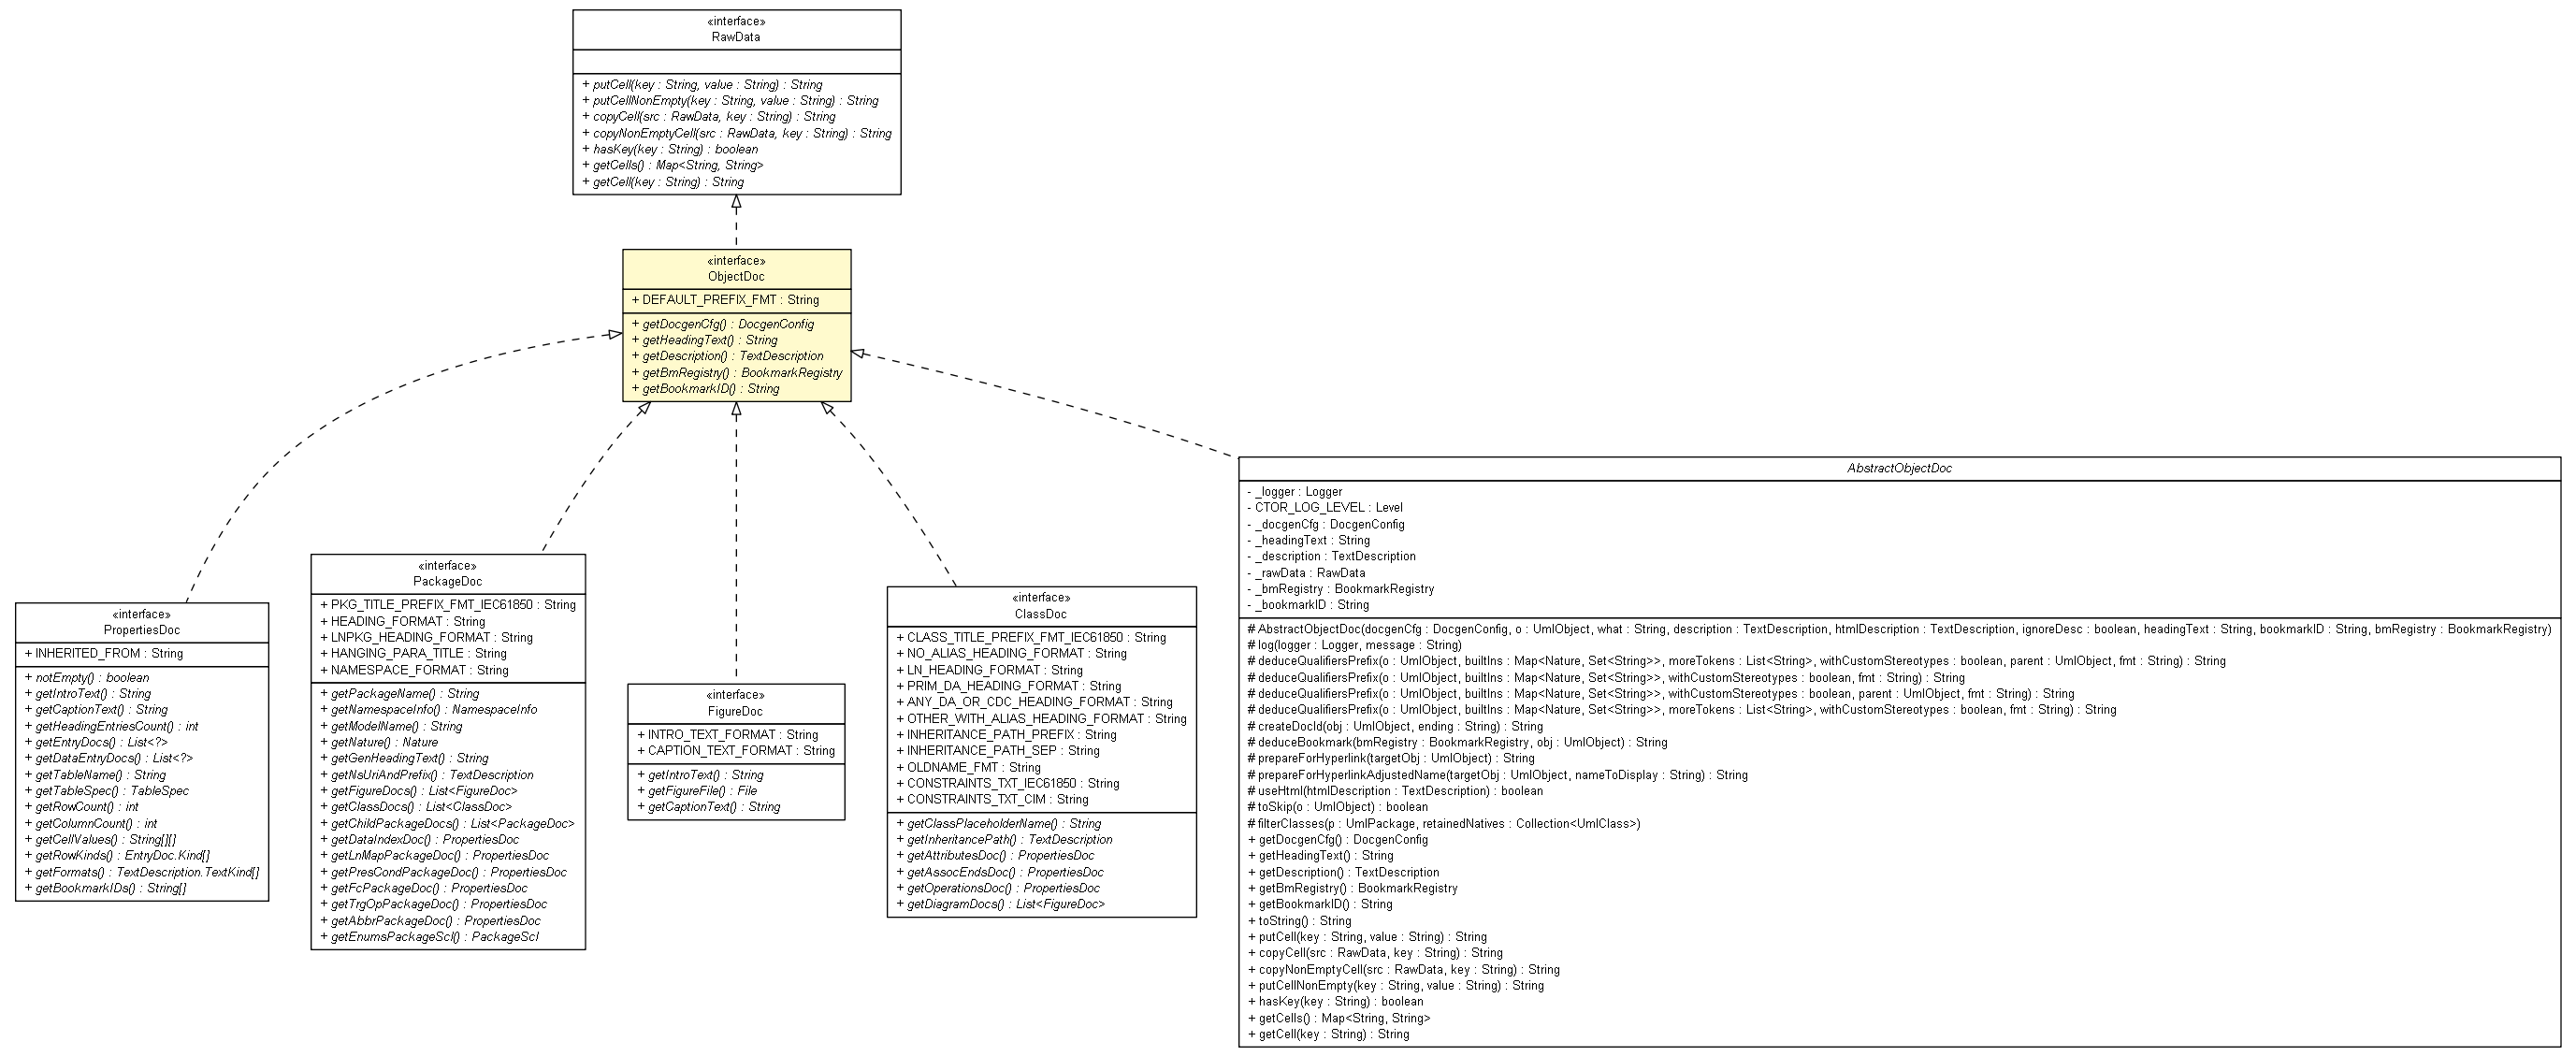 «interface»
RawData
+ putCell(key : String, value : String) : String
+ putCellNonEmpty(key : String, value : String) : String
+ copyCell(src : RawData, key : String) : String
+ copyNonEmptyCell(src : RawData, key : String) : String
+ hasKey(key : String) : boolean
+ getCells() : Map<String, String>
+ getCell(key : String) : String
«interface»
ObjectDoc
+ DEFAULT_PREFIX_FMT : String
+ getDocgenCfg() : DocgenConfig
+ getHeadingText() : String
+ getDescription() : TextDescription
+ getBmRegistry() : BookmarkRegistry
+ getBookmarkID() : String
«interface»
PropertiesDoc
+ INHERITED_FROM : String
+ notEmpty() : boolean
+ getIntroText() : String
+ getCaptionText() : String
+ getHeadingEntriesCount() : int
+ getEntryDocs() : List<?>
+ getDataEntryDocs() : List<?>
+ getTableName() : String
+ getTableSpec() : TableSpec
+ getRowCount() : int
+ getColumnCount() : int
+ getCellValues() : String[][]
+ getRowKinds() : EntryDoc.Kind[]
+ getFormats() : TextDescription.TextKind[]
+ getBookmarkIDs() : String[]
«interface»
PackageDoc
+ PKG_TITLE_PREFIX_FMT_IEC61850 : String
+ HEADING_FORMAT : String
+ LNPKG_HEADING_FORMAT : String
+ HANGING_PARA_TITLE : String
+ NAMESPACE_FORMAT : String
+ getPackageName() : String
+ getNamespaceInfo() : NamespaceInfo
+ getModelName() : String
+ getNature() : Nature
+ getGenHeadingText() : String
+ getNsUriAndPrefix() : TextDescription
+ getFigureDocs() : List<FigureDoc>
+ getClassDocs() : List<ClassDoc>
+ getChildPackageDocs() : List<PackageDoc>
+ getDataIndexDoc() : PropertiesDoc
+ getLnMapPackageDoc() : PropertiesDoc
+ getPresCondPackageDoc() : PropertiesDoc
+ getFcPackageDoc() : PropertiesDoc
+ getTrgOpPackageDoc() : PropertiesDoc
+ getAbbrPackageDoc() : PropertiesDoc
+ getEnumsPackageScl() : PackageScl
«interface»
FigureDoc
+ INTRO_TEXT_FORMAT : String
+ CAPTION_TEXT_FORMAT : String
+ getIntroText() : String
+ getFigureFile() : File
+ getCaptionText() : String
«interface»
ClassDoc
+ CLASS_TITLE_PREFIX_FMT_IEC61850 : String
+ NO_ALIAS_HEADING_FORMAT : String
+ LN_HEADING_FORMAT : String
+ PRIM_DA_HEADING_FORMAT : String
+ ANY_DA_OR_CDC_HEADING_FORMAT : String
+ OTHER_WITH_ALIAS_HEADING_FORMAT : String
+ INHERITANCE_PATH_PREFIX : String
+ INHERITANCE_PATH_SEP : String
+ OLDNAME_FMT : String
+ CONSTRAINTS_TXT_IEC61850 : String
+ CONSTRAINTS_TXT_CIM : String
+ getClassPlaceholderName() : String
+ getInheritancePath() : TextDescription
+ getAttributesDoc() : PropertiesDoc
+ getAssocEndsDoc() : PropertiesDoc
+ getOperationsDoc() : PropertiesDoc
+ getDiagramDocs() : List<FigureDoc>
AbstractObjectDoc
- _logger : Logger
- CTOR_LOG_LEVEL : Level
- _docgenCfg : DocgenConfig
- _headingText : String
- _description : TextDescription
- _rawData : RawData
- _bmRegistry : BookmarkRegistry
- _bookmarkID : String
# AbstractObjectDoc(docgenCfg : DocgenConfig, o : UmlObject, what : String, description : TextDescription, htmlDescription : TextDescription, ignoreDesc : boolean, headingText : String, bookmarkID : String, bmRegistry : BookmarkRegistry)
# log(logger : Logger, message : String)
# deduceQualifiersPrefix(o : UmlObject, builtIns : Map<Nature, Set<String>>, moreTokens : List<String>, withCustomStereotypes : boolean, parent : UmlObject, fmt : String) : String
# deduceQualifiersPrefix(o : UmlObject, builtIns : Map<Nature, Set<String>>, withCustomStereotypes : boolean, fmt : String) : String
# deduceQualifiersPrefix(o : UmlObject, builtIns : Map<Nature, Set<String>>, withCustomStereotypes : boolean, parent : UmlObject, fmt : String) : String
# deduceQualifiersPrefix(o : UmlObject, builtIns : Map<Nature, Set<String>>, moreTokens : List<String>, withCustomStereotypes : boolean, fmt : String) : String
# createDocId(obj : UmlObject, ending : String) : String
# deduceBookmark(bmRegistry : BookmarkRegistry, obj : UmlObject) : String
# prepareForHyperlink(targetObj : UmlObject) : String
# prepareForHyperlinkAdjustedName(targetObj : UmlObject, nameToDisplay : String) : String
# useHtml(htmlDescription : TextDescription) : boolean
# toSkip(o : UmlObject) : boolean
# filterClasses(p : UmlPackage, retainedNatives : Collection<UmlClass>)
+ getDocgenCfg() : DocgenConfig
+ getHeadingText() : String
+ getDescription() : TextDescription
+ getBmRegistry() : BookmarkRegistry
+ getBookmarkID() : String
+ toString() : String
+ putCell(key : String, value : String) : String
+ copyCell(src : RawData, key : String) : String
+ copyNonEmptyCell(src : RawData, key : String) : String
+ putCellNonEmpty(key : String, value : String) : String
+ hasKey(key : String) : boolean
+ getCells() : Map<String, String>
+ getCell(key : String) : String